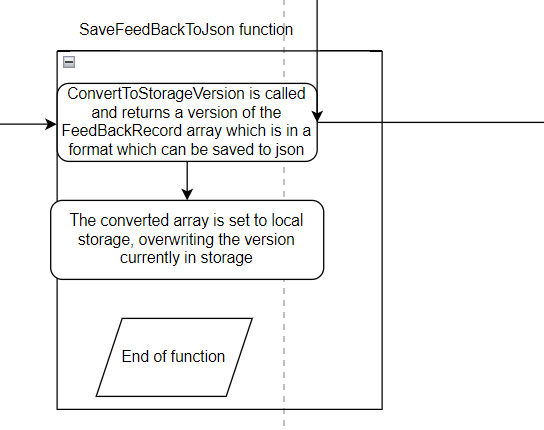 SaveFeedBackToJson function
ConvertToStorageVersion is called
and returns a version of the
FeedBackRecord array which is in a
format which can be saved to json
The converted array is set to local
storage, overwriting the version
currently in storage
End of function